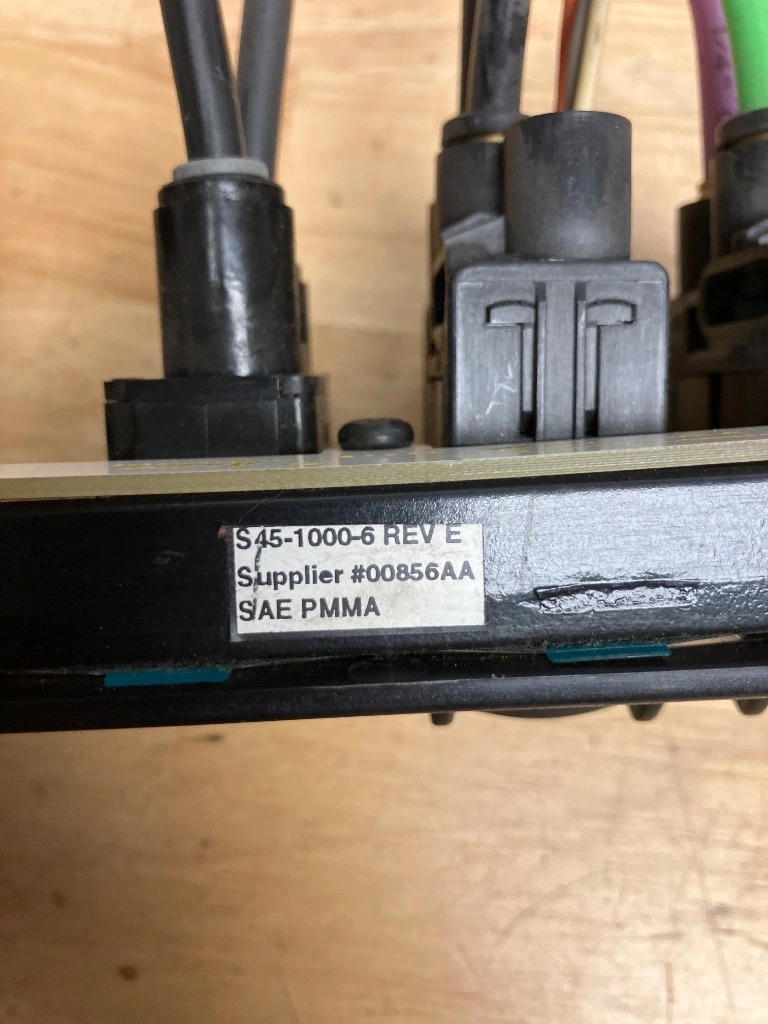 S45-1000-6 REV E
Supplier #00856AA
SAE PMMA